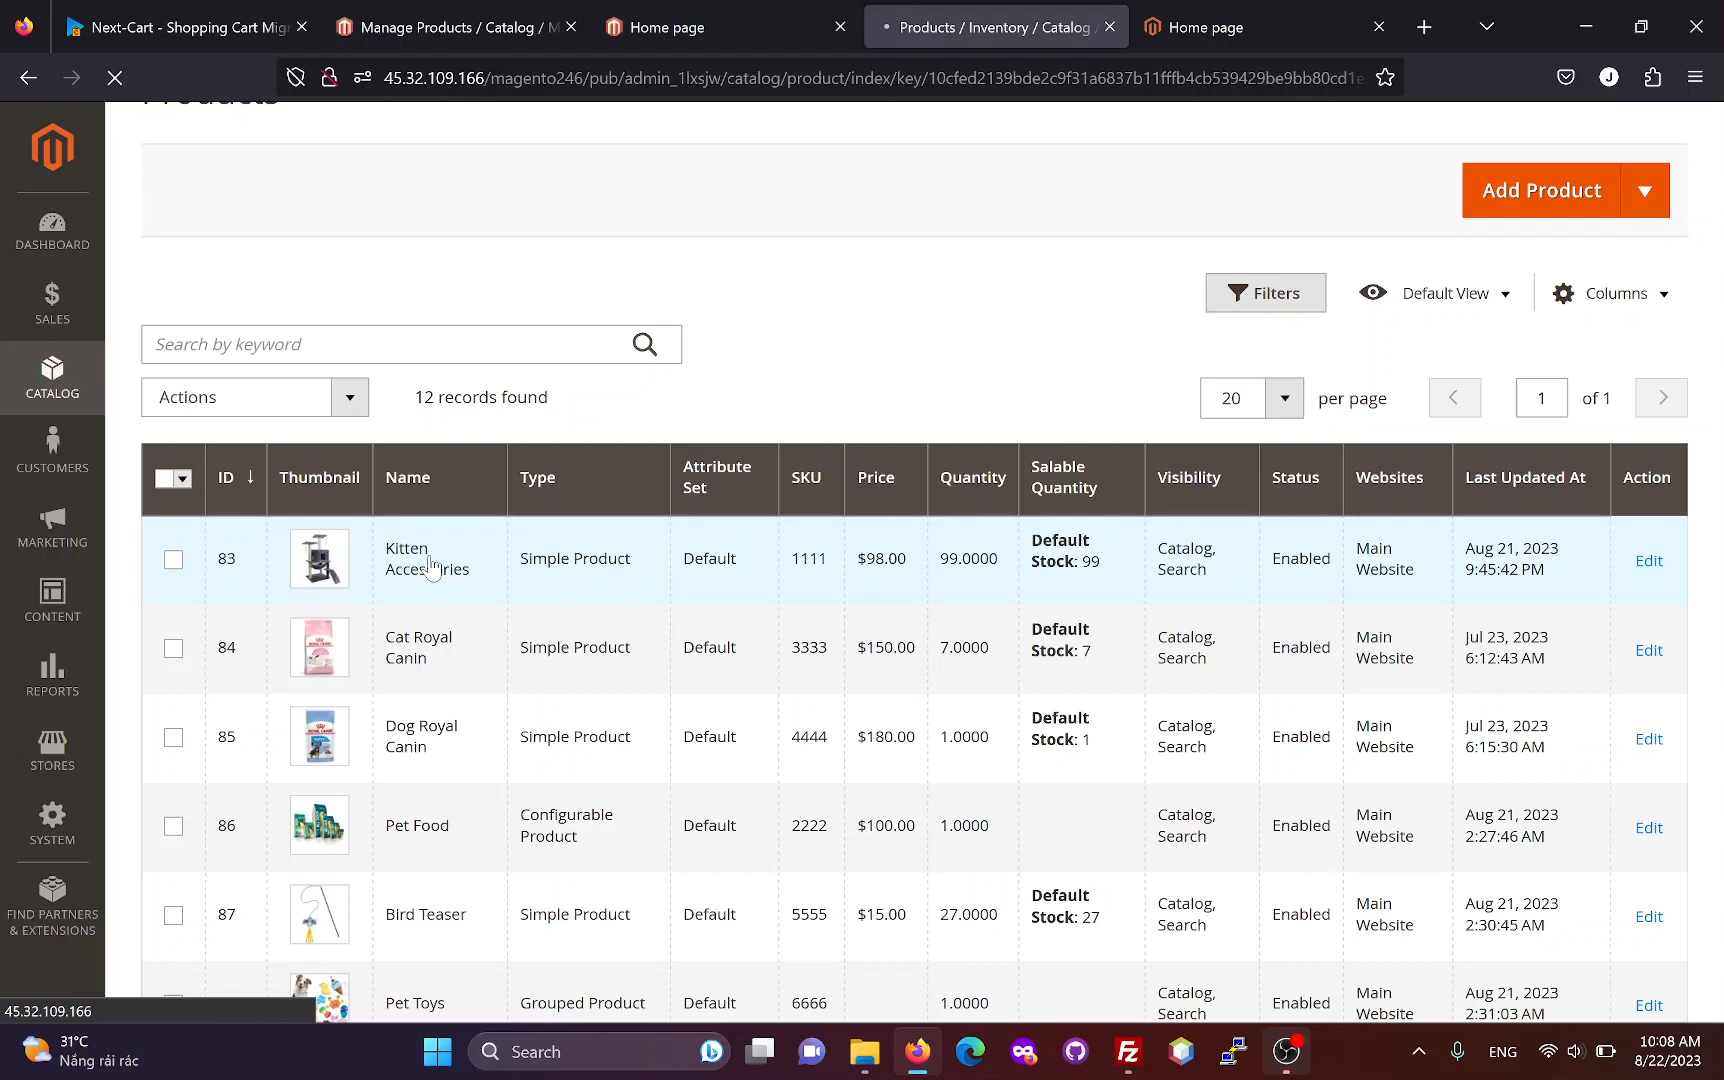 Next-Cart - Shopping Cart Migr
Manage Products / Catalog / M
Home page
Products / Inventory / Catalog
Home page
45.32.109.166/magento246/pub/admin_1lxsjw/catalog/product/index/key/10cfed2139bde2c9f31a6837b11fffb4cb539429be9bb80cd1e
J
Products
Add Product
DASHBOARD
SALES
CATALOG
CUSTOMERS
MARKETING
CONTENT
REPORTS
STORES
SYSTEM
FIND PARTNERS
& EXTENSIONS
Filters
Default View
Columns
Search by keyword
Actions
12 records found
20
per page
1
of 1
ID
Thumbnail
Name
Type
Attribute
Set
SKU
Price
Quantity
Salable
Quantity
Visibility
Status
Websites
Last Updated At
Action
83
Kitten
Accessories
Simple Product
Default
1111
$98.00
99.0000
Default
Stock: 99
Catalog,
Search
Enabled
Main
Website
Aug 21, 2023
9:45:42 PM
Edit
84
Cat Royal
Canin
Simple Product
Default
3333
$150.00
7.0000
Default
Stock: 7
Catalog,
Search
Enabled
Main
Website
Jul 23, 2023
6:12:43 AM
Edit
85
Dog Royal
Canin
Simple Product
Default
4444
$180.00
1.0000
Default
Stock: 1
Catalog,
Search
Enabled
Main
Website
Jul 23, 2023
6:15:30 AM
Edit
86
Pet Food
Configurable
Product
Default
2222
$100.00
1.0000
Catalog,
Search
Enabled
Main
Website
Aug 21, 2023
2:27:46 AM
Edit
87
Bird Teaser
Simple Product
Default
5555
$15.00
27.0000
Default
Stock: 27
Catalog,
Search
Enabled
Main
Website
Aug 21, 2023
2:30:45 AM
Edit
Pet Toys
Grouped Product
Default
6666
1.0000
Catalog,
Search
Enabled
Main
Website
Aug 21, 2023
2:31:03 AM
Edit
45.32.109.166
31°C
Nắng rải rác
Search
ENG
10:08 AM
8/22/2023